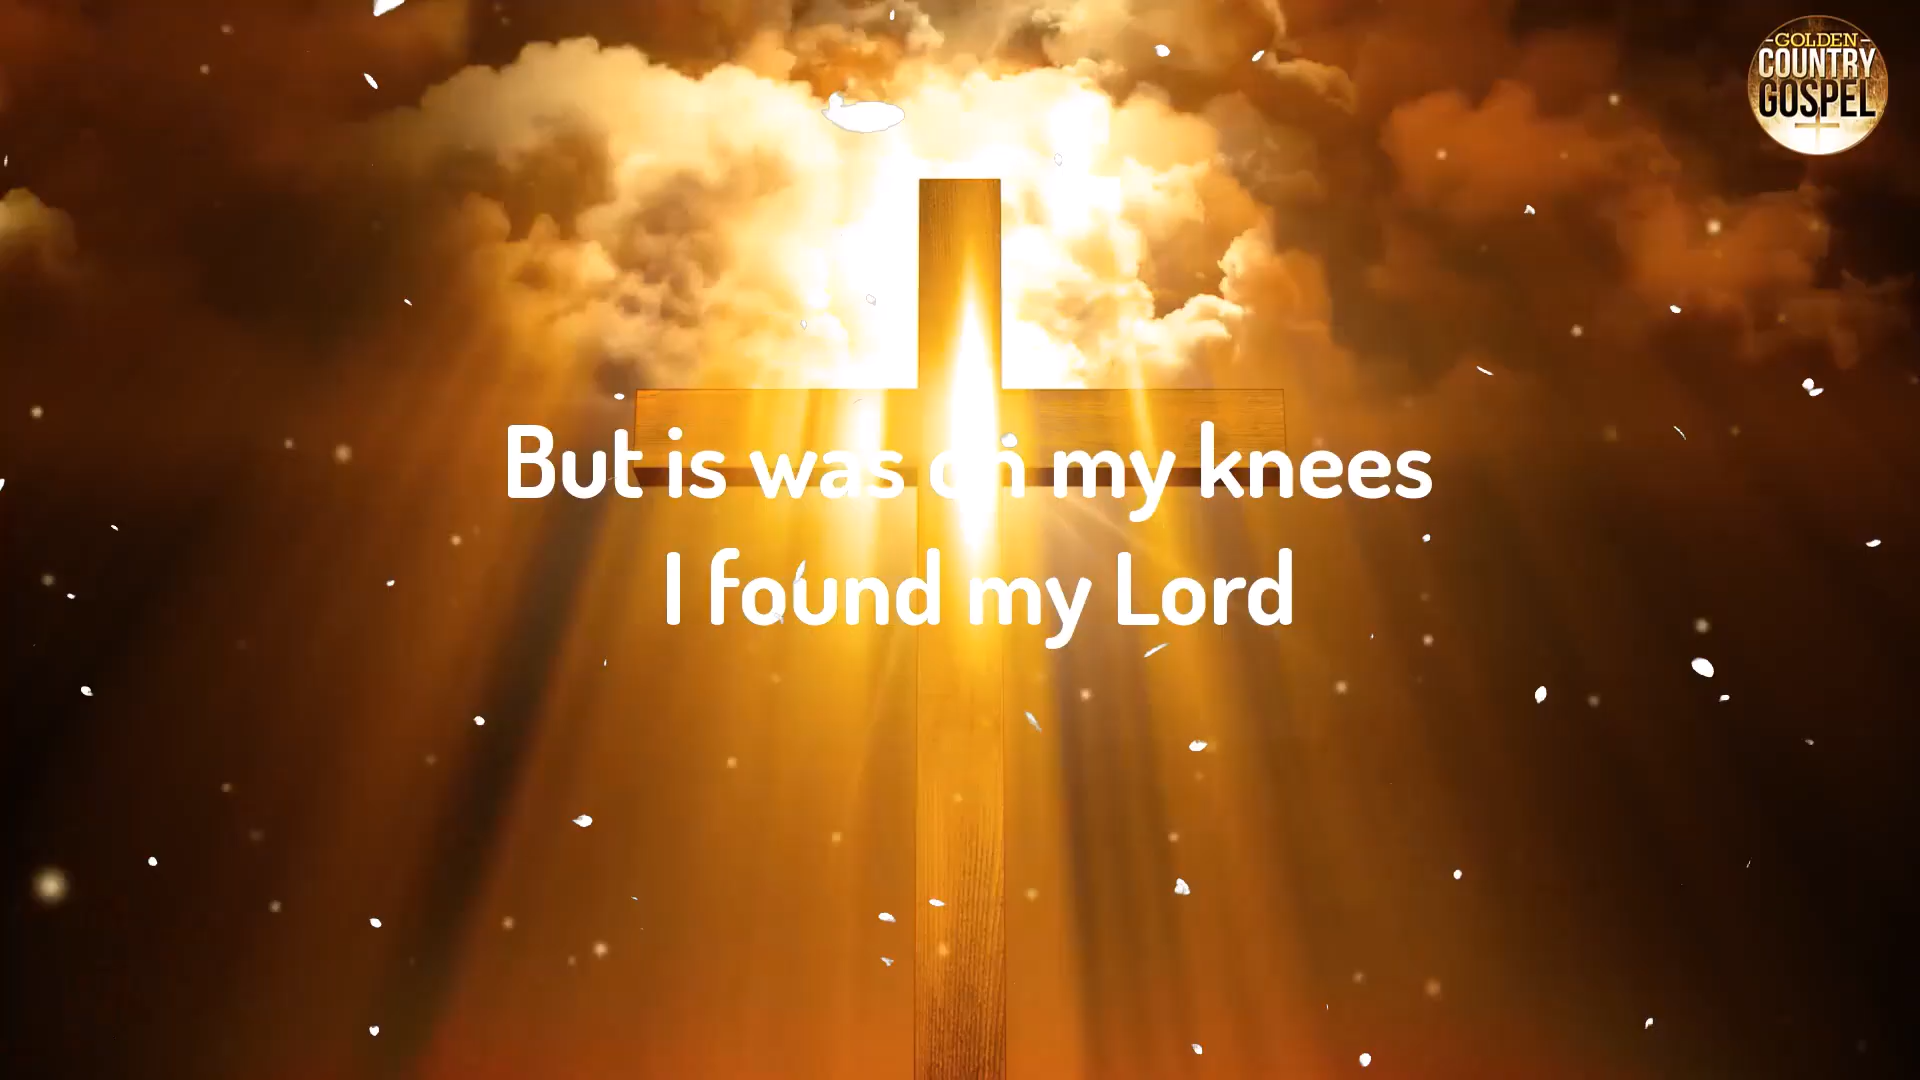 -GOLDEN-
COUNTRY
GOSPEL
But is was on my knees
I found my Lord